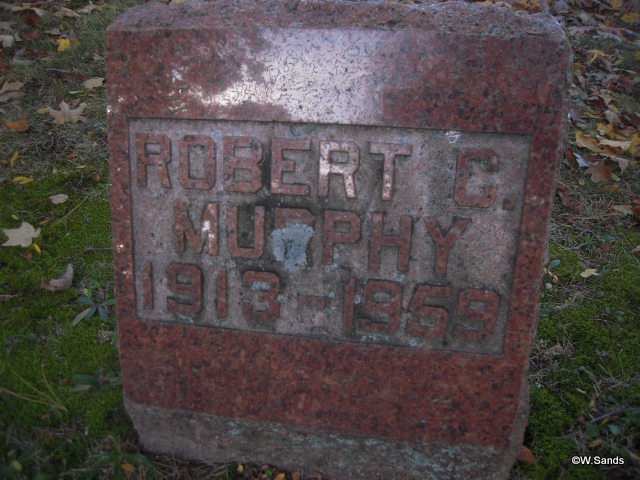 ROBERT C.
MURPHY
1913-1959
©W.Sands